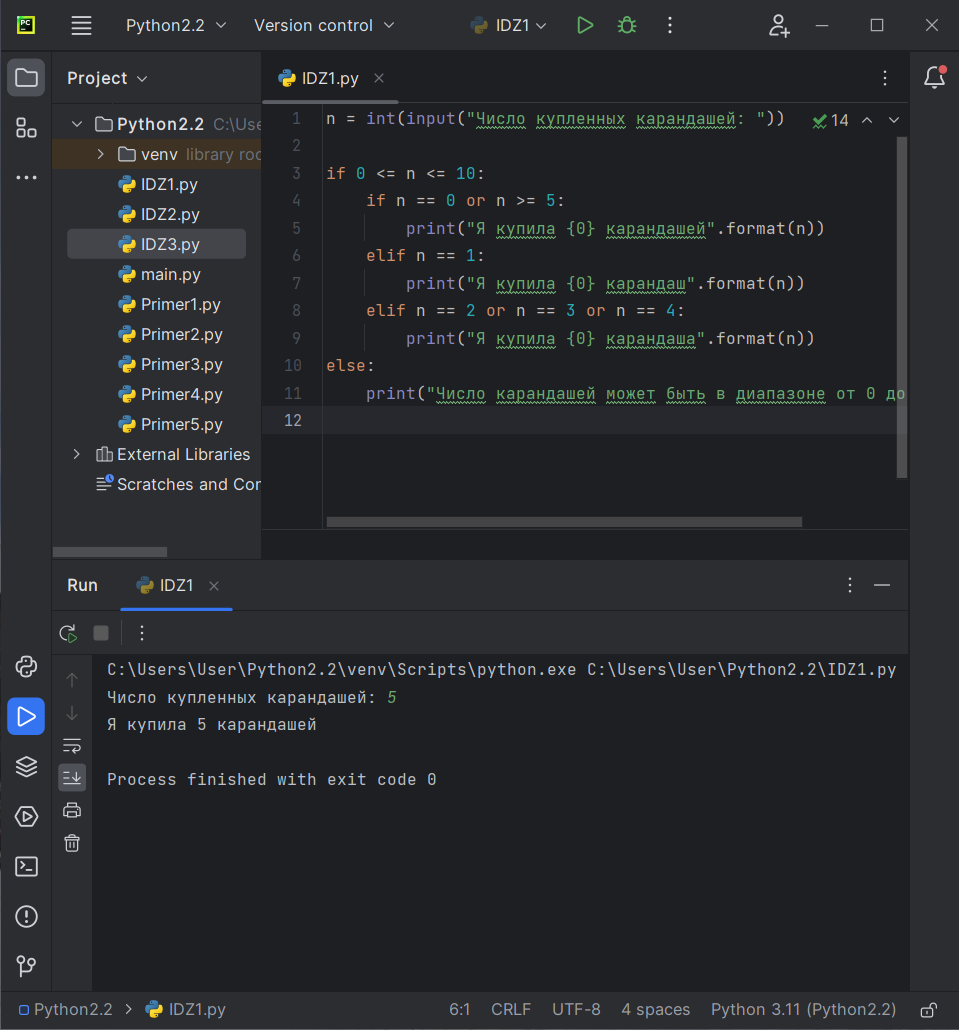 PC
Python2.2
Version control
IDZ1
Project
IDZ1.py
Python2.2 C:\Use
venv library roo
IDZ1.py
IDZ2.py
IDZ3.py
main.py
Primer1.py
Primer2.py
Primer3.py
Primer4.py
Primer5.py
External Libraries
Scratches and Con
14
1 n = int(input("Число купленных карандашей: "))
2
3 if 0 <= n <= 10:
4 if n == 0 or n >= 5:
5 print("Я купила {0} карандашей".format(n))
6 elif n == 1:
7 print("Я купила {0} карандаш".format(n))
8 elif n == 2 or n == 3 or n == 4:
9 print("Я купила {0} карандаша".format(n))
10 else:
11 print("Число карандашей может быть в диапазоне от 0 до
12
Run
IDZ1
C:\Users\User\Python2.2\venv\Scripts\python.exe C:\Users\User\Python2.2\IDZ1.py
Число купленных карандашей: 5
Я купила 5 карандашей
Process finished with exit code 0
Python2.2 > IDZ1.py
6:1 CRLF UTF-8 4 spaces Python 3.11 (Python2.2)